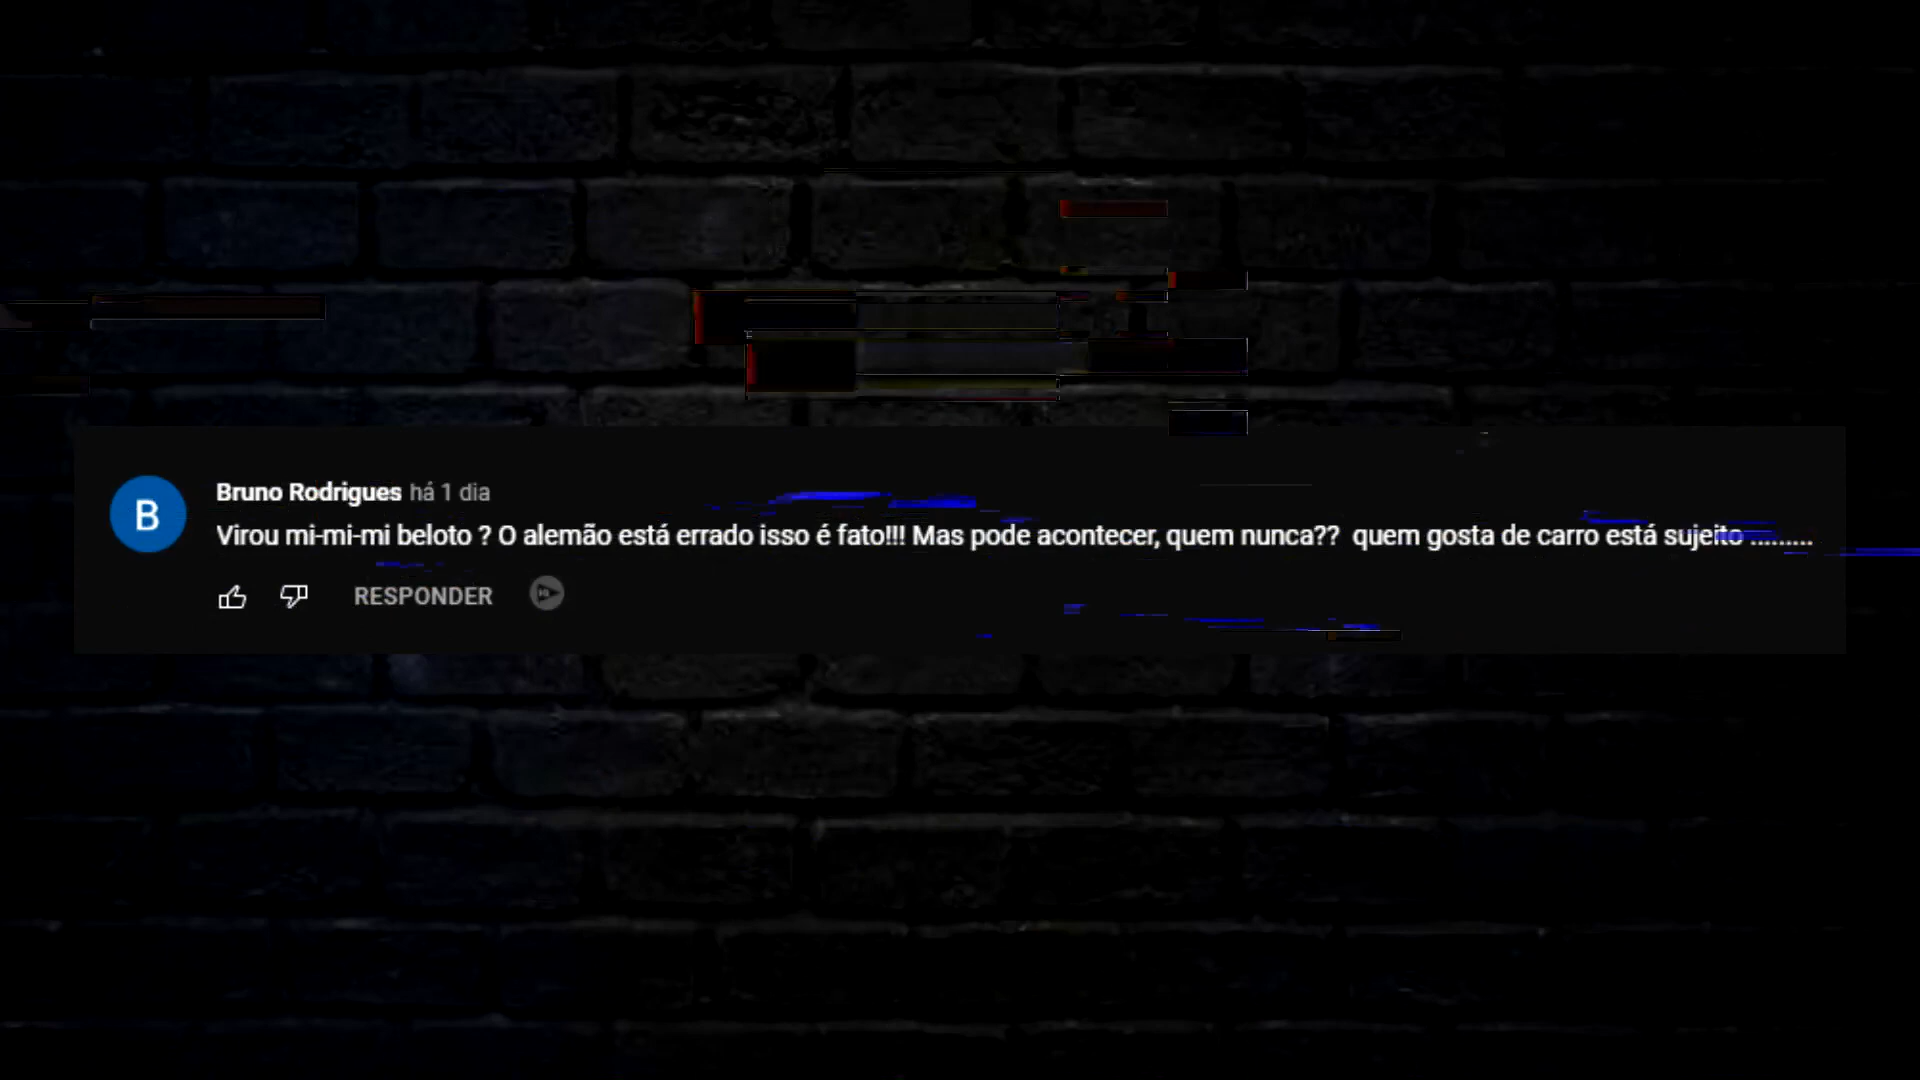 B
Bruno Rodrigues há 1 dia
Virou mi-mi-mi beloto ? O alemão está errado isso é fato!!! Mas pode acontecer, quem nunca??  quem gosta de carro está sujeito .........
RESPONDER